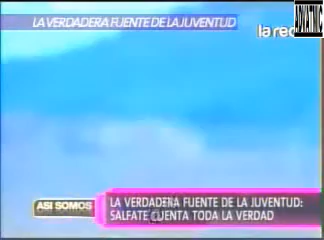 LA VERDADERA FUENTE DE LA JUVENTUD
la red
ASI SOMOS
LA VERDADERA FUENTE DE LA JUVENTUD:
SALFATE CUENTA TODA LA VERDAD